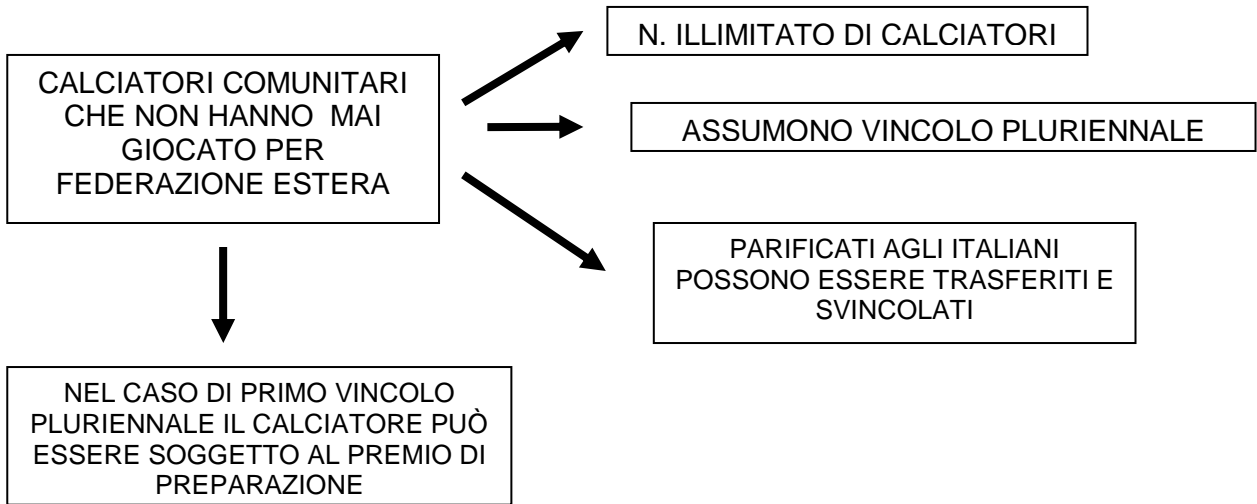 CALCIATORI COMUNITARI
CHE NON HANNO MAI
GIOCATO PER
FEDERAZIONE ESTERA
N. ILLIMITATO DI CALCIATORI
ASSUMONO VINCOLO PLURIENNALE
PARIFICATI AGLI ITALIANI
POSSONO ESSERE TRASFERITI E
SVINCOLATI
NEL CASO DI PRIMO VINCOLO
PLURIENNALE IL CALCIATORE PUÒ
ESSERE SOGGETTO AL PREMIO DI
PREPARAZIONE